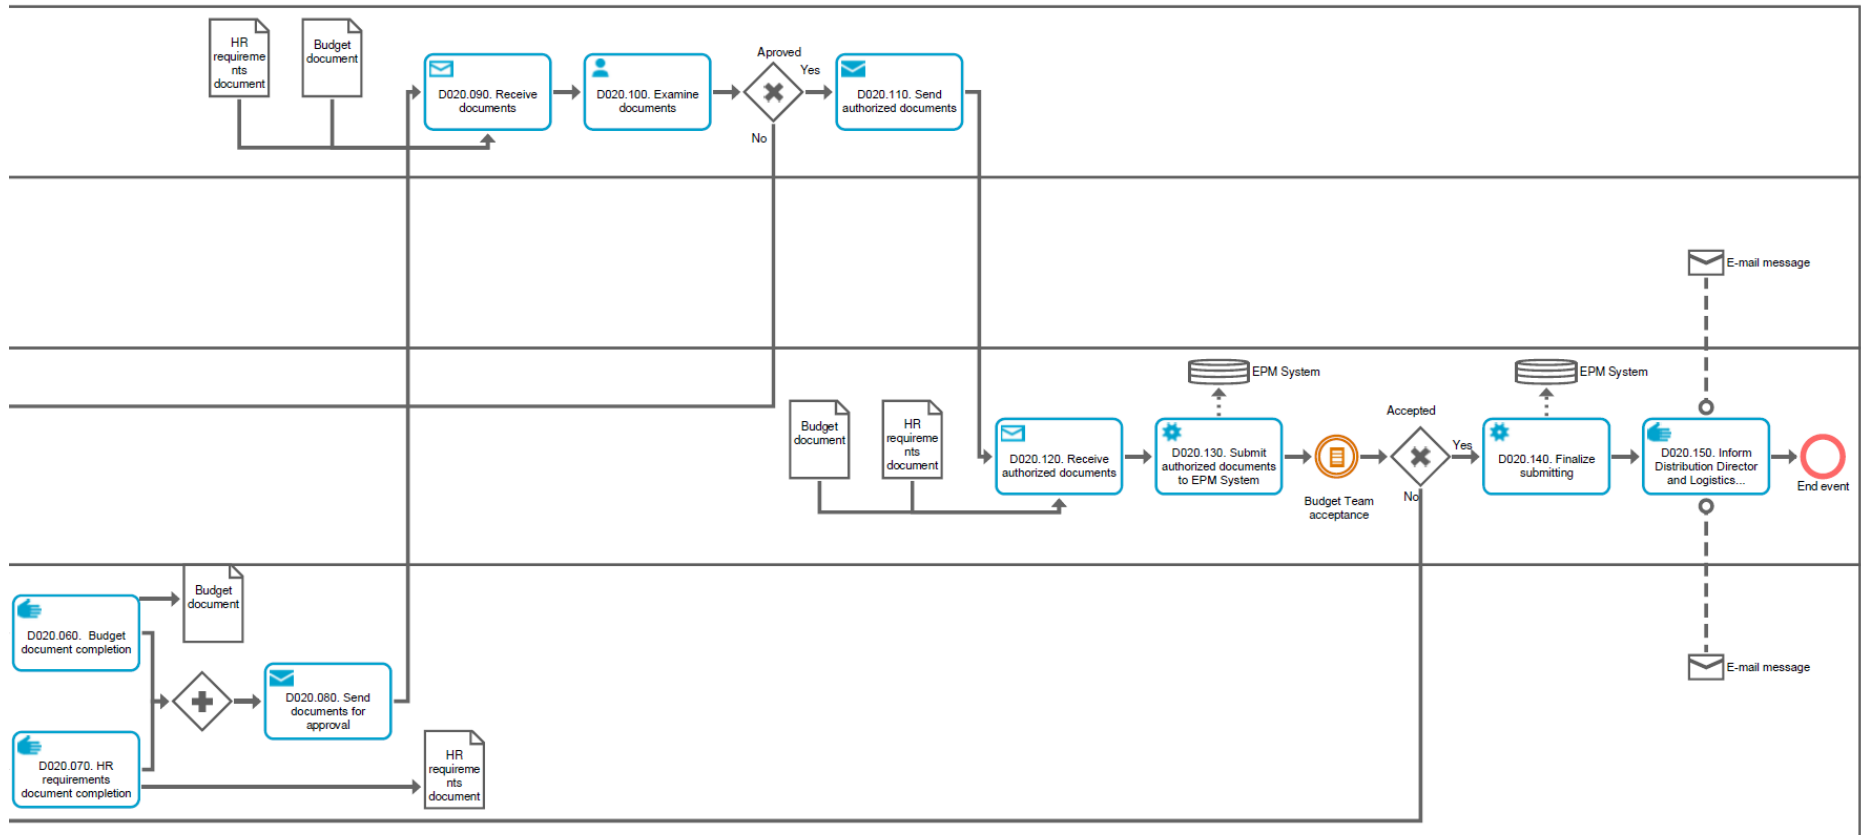 HR
requireme
nts
document
Budget
document
D020.090. Receive
documents
D020.100. Examine
documents
Aproved
Yes
No
D020.110. Send
authorized documents
E-mail message
Budget
document
HR
requireme
nts
document
D020.120. Receive
authorized documents
EPM System
D020.130. Submit
authorized documents
to EPM System
Budget Team
acceptance
Accepted
Yes
No
EPM System
D020.140. Finalize
submitting
D020.150. Inform
Distribution Director
and Logistics...
End event
D020.060.  Budget
document completion
Budget
document
D020.080. Send
documents for
approval
D020.070. HR
requirements
document completion
HR
requireme
nts
document
E-mail message